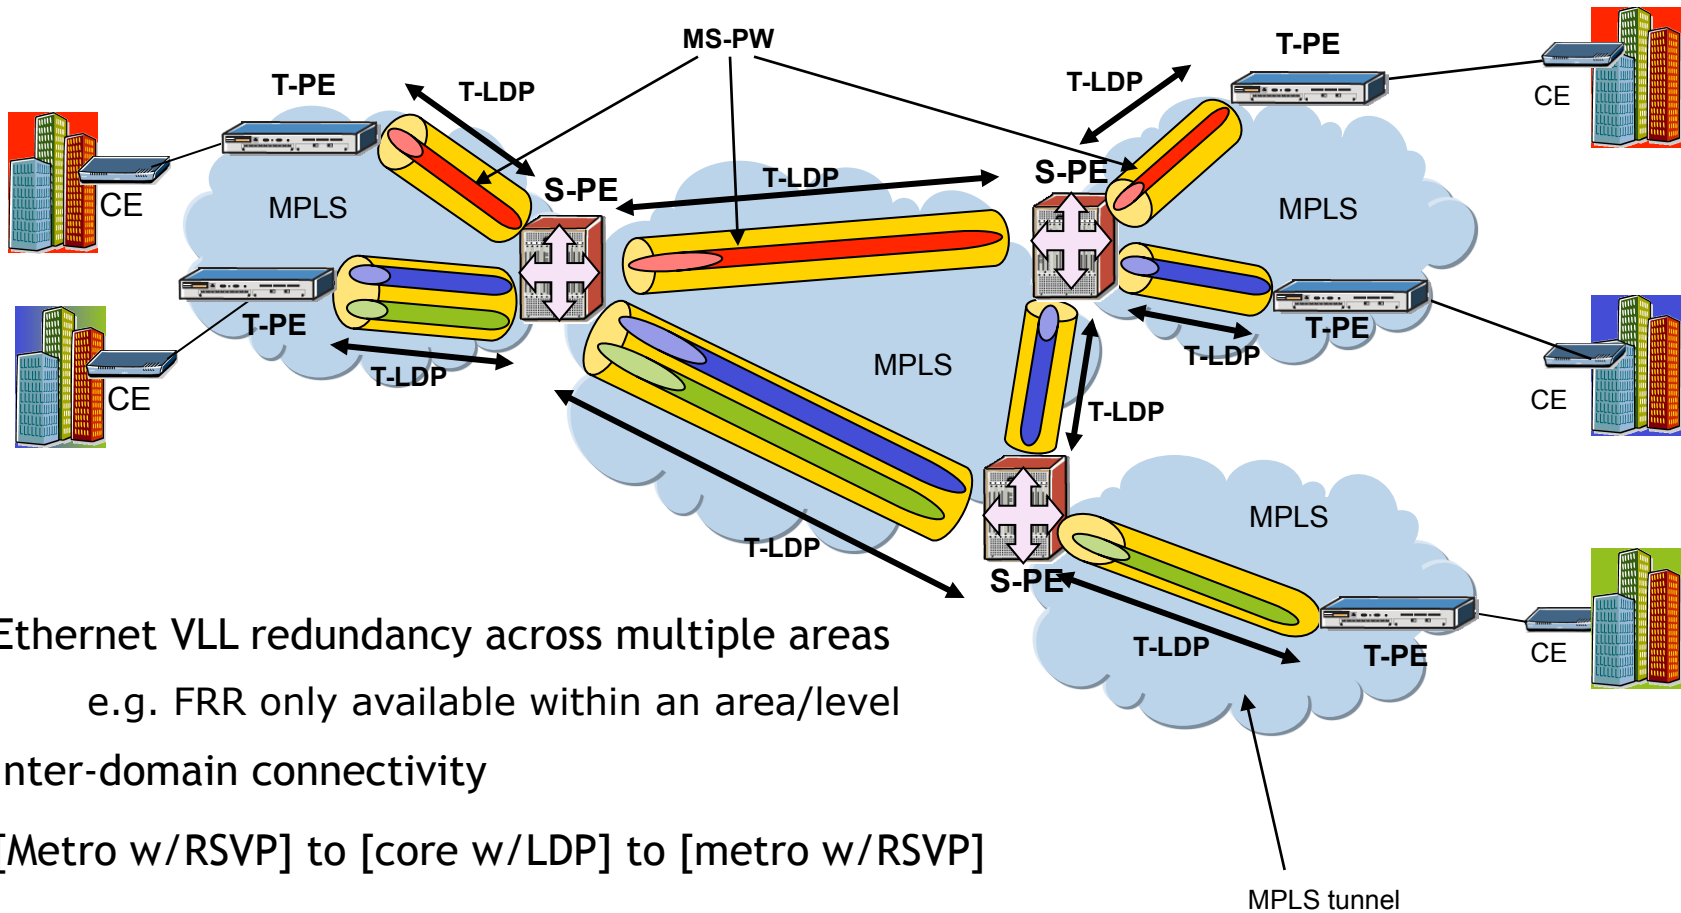 MS-PW
T-PE
T-PE
T-LDP
T-LDP
CE
S-PE
T-LDP
S-PE
CE
MPLS
MPLS
T-PE
T-PE
T-LDP
MPLS
T-LDP
CE
T-LDP
CE
MPLS
T-LDP
S-PE
Ethernet VLL redundancy across multiple areas
T-LDP
T-PE
CE
e.g. FRR only available within an area/level
nter-domain connectivity
[Metro w/RSVP] to [core w/LDP] to [metro w/RSVP]
MPLS tunnel